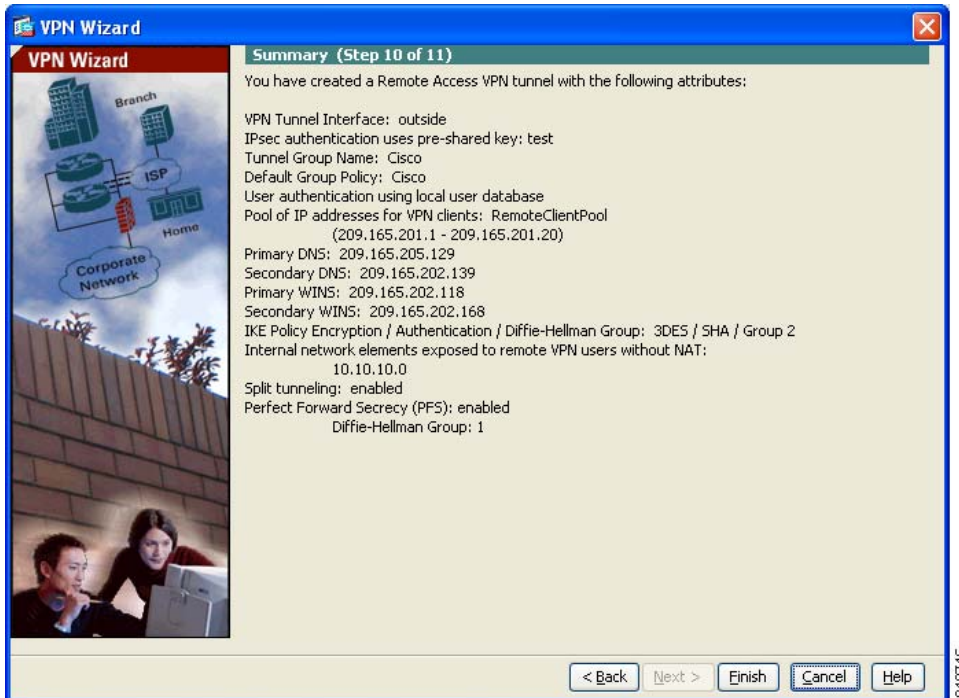 VPN Wizard
VPN Wizard
Branch
ISP
Home
Corporate
Network
Summary (Step 10 of 11)
You have created a Remote Access VPN tunnel with the following attributes:
VPN Tunnel Interface: outside
IPsec authentication uses pre-shared key: test
Tunnel Group Name: Cisco
Default Group Policy: Cisco
User authentication using local user database
Pool of IP addresses for VPN clients: RemoteClientPool
(209.165.201.1 - 209.165.201.20)
Primary DNS: 209.165.205.129
Secondary DNS: 209.165.202.139
Primary WINS: 209.165.202.118
Secondary WINS: 209.165.202.168
IKE Policy Encryption / Authentication / Diffie-Hellman Group: 3DES / SHA / Group 2
Internal network elements exposed to remote VPN users without NAT:
10.10.10.0
Split tunneling: enabled
Perfect Forward Secrecy (PFS): enabled
Diffie-Hellman Group: 1
< Back
Next >
Finish
Cancel
Help